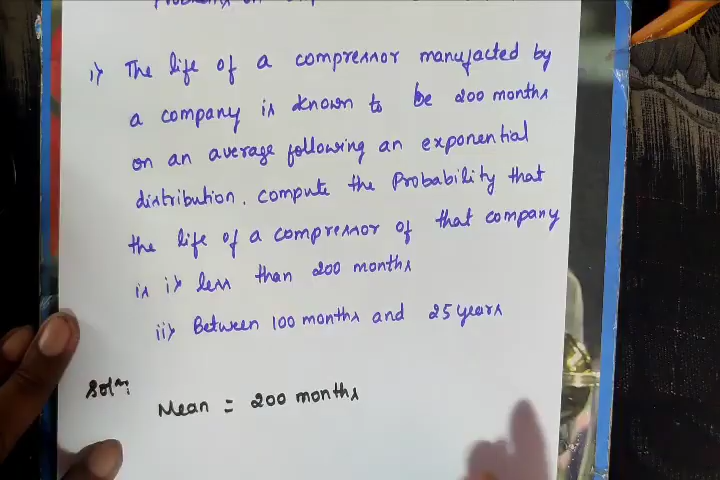 Problems on
i) The life of a compressor manufacted by
a company is known to be 200 months
on an average following an exponential
distribution. compute the Probability that
the life of a compressor of that company
is i) less than 200 months
ii) Between 100 months and 25 years
Soln:
Mean = 200 months